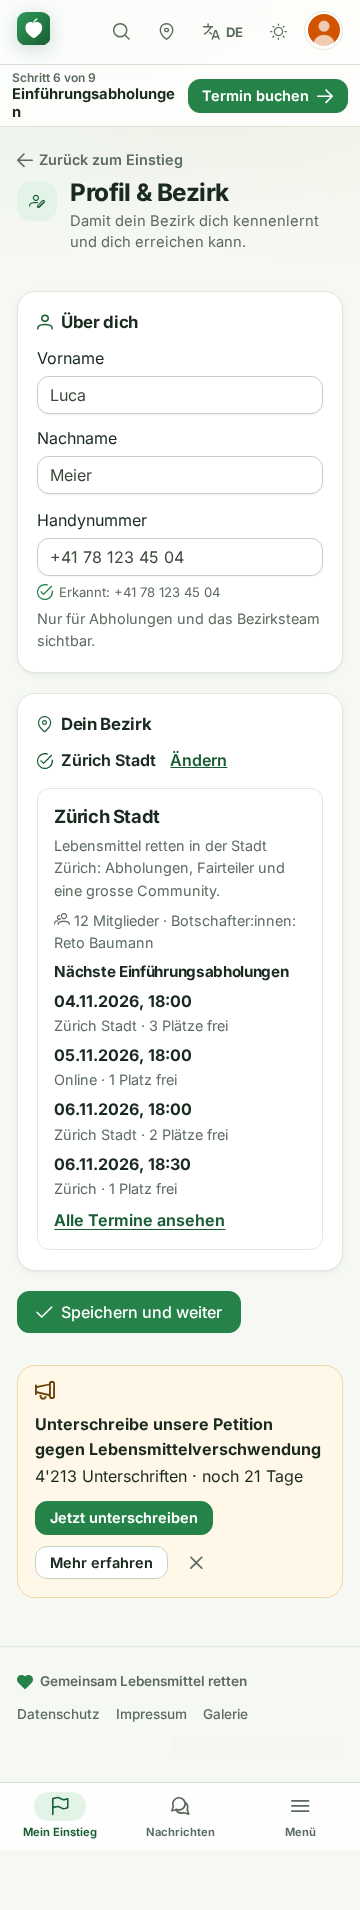 DE
Schritt 6 von 9
Einführungsabholunge
n
Termin buchen
Zurück zum Einstieg
Profil & Bezirk
Damit dein Bezirk dich kennenlernt
und dich erreichen kann.
Über dich
Vorname
Luca
Nachname
Meier
Handynummer
+41 78 123 45 04
Erkannt: +41 78 123 45 04
Nur für Abholungen und das Bezirksteam
sichtbar.
Dein Bezirk
Zürich Stadt Ändern
Zürich Stadt
Lebensmittel retten in der Stadt
Zürich: Abholungen, Fairteiler und
eine grosse Community.
12 Mitglieder · Botschafter:innen:
Reto Baumann
Nächste Einführungsabholungen
04.11.2026, 18:00
Zürich Stadt · 3 Plätze frei
05.11.2026, 18:00
Online · 1 Platz frei
06.11.2026, 18:00
Zürich Stadt · 2 Plätze frei
06.11.2026, 18:30
Zürich · 1 Platz frei
Alle Termine ansehen
Speichern und weiter
Unterschreibe unsere Petition
gegen Lebensmittelverschwendung
4'213 Unterschriften · noch 21 Tage
Jetzt unterschreiben
Mehr erfahren
Gemeinsam Lebensmittel retten
Datenschutz Impressum Galerie
Mein Einstieg Nachrichten Menü